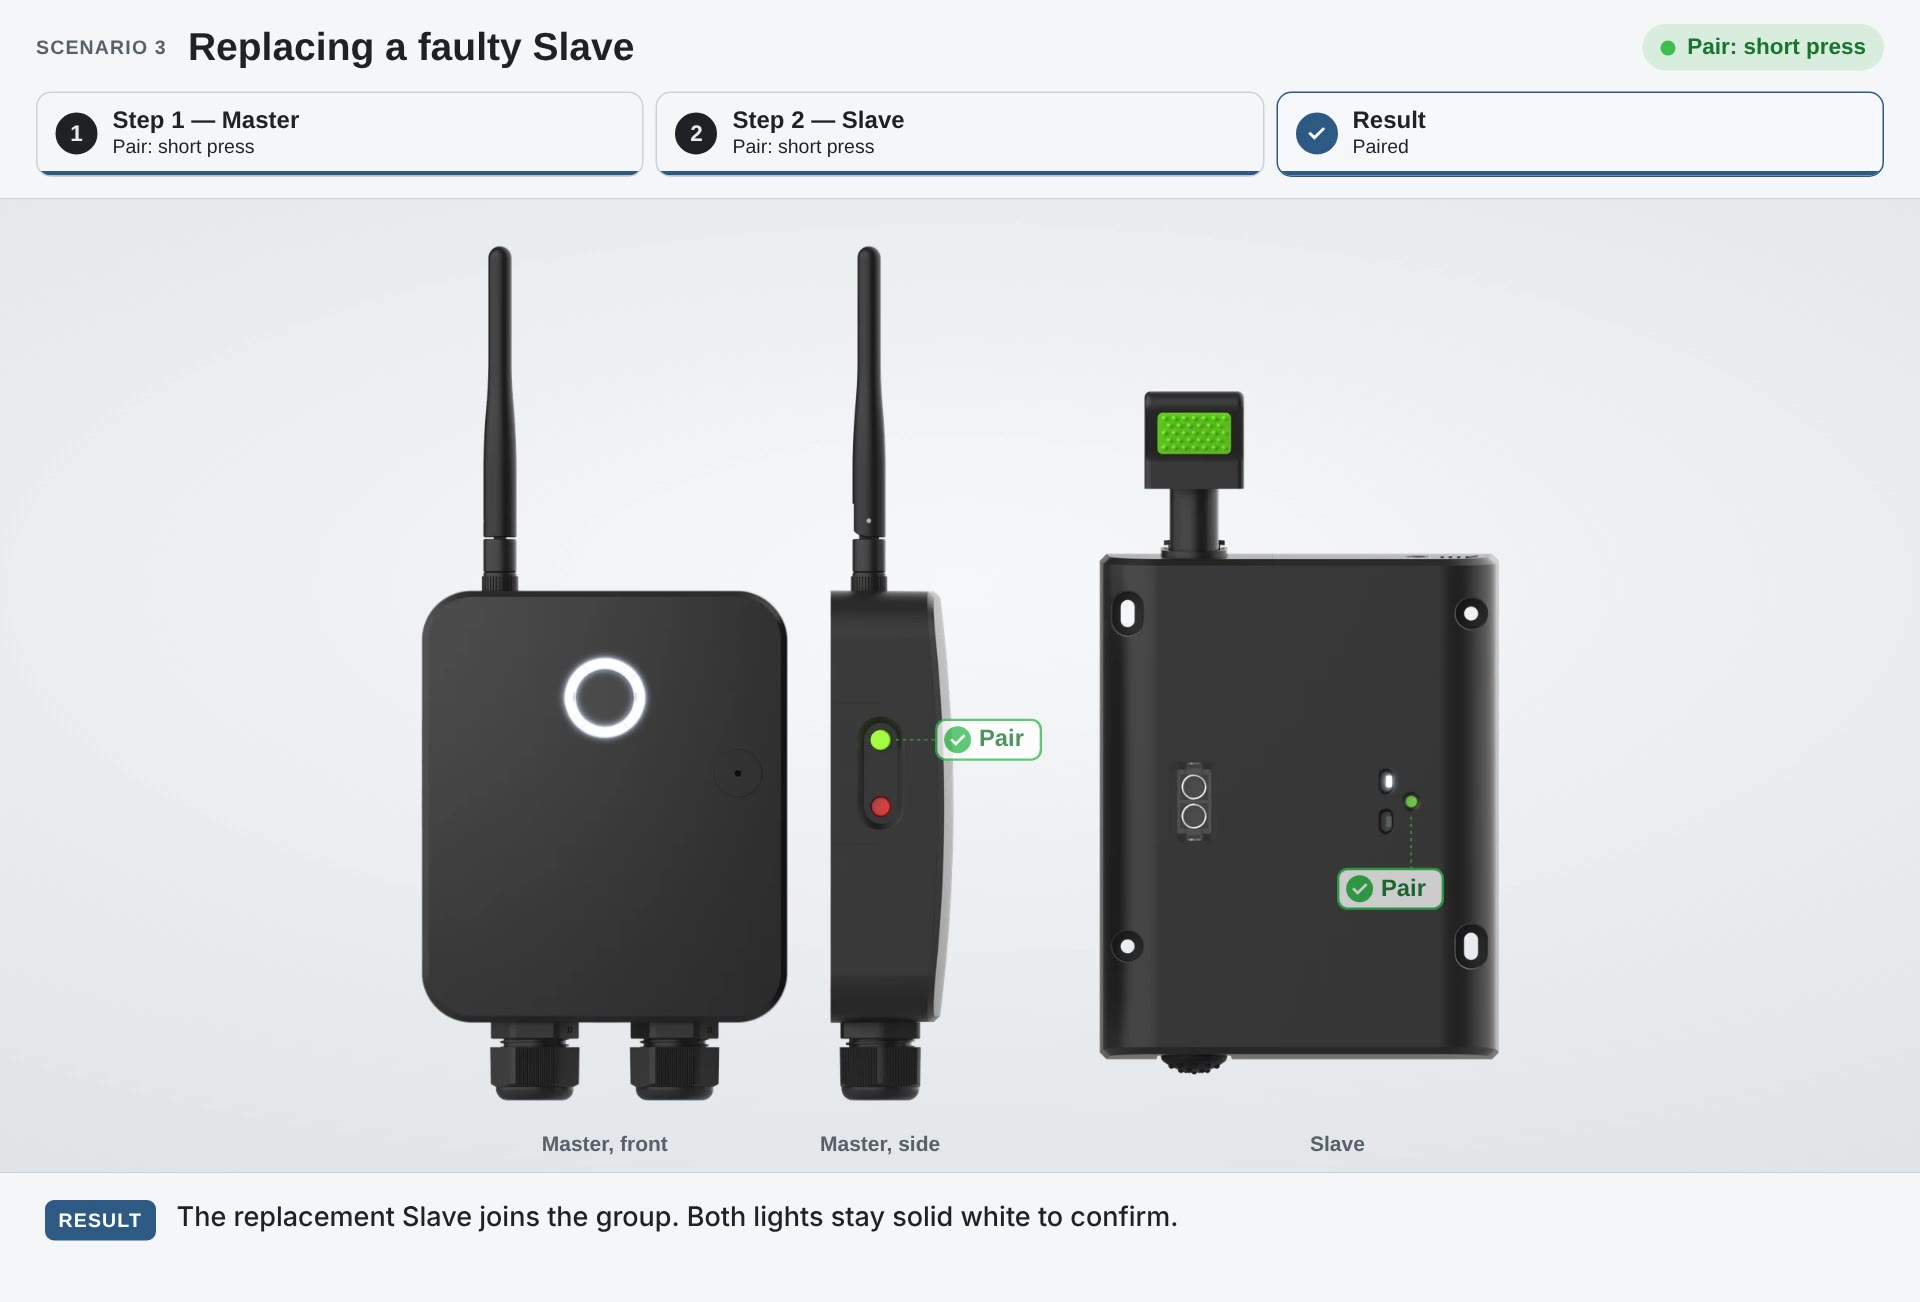 SCENARIO 3 Replacing a faulty Slave
Pair: short press
1 Step 1 — Master
Pair: short press
2 Step 2 — Slave
Pair: short press
Result
Paired
Pair
Pair
Master, front
Master, side
Slave
RESULT The replacement Slave joins the group. Both lights stay solid white to confirm.